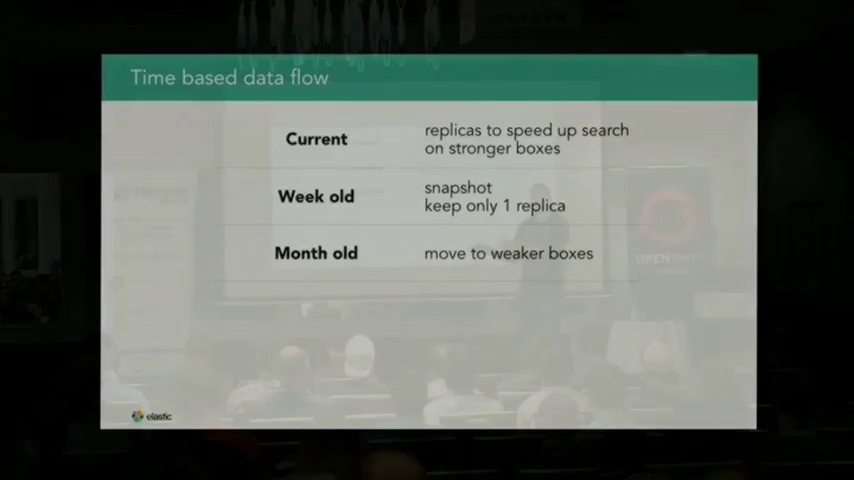 Time based data flow
Current
replicas to speed up search
on stronger boxes
Week old
snapshot
keep only 1 replica
Month old
move to weaker boxes
elastic